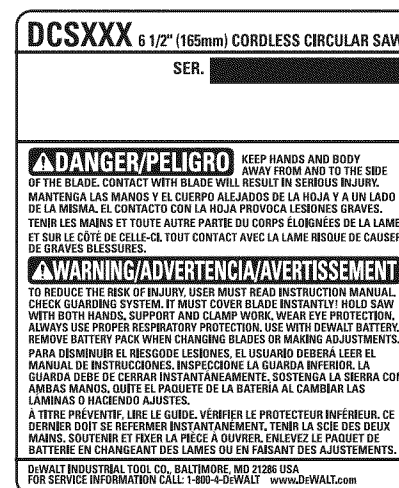 DCSXXX 6 1/2" (165mm) CORDLESS CIRCULAR SAW
SER.
DANGER/PELIGRO KEEP HANDS AND BODY
AWAY FROM AND TO THE SIDE
OF THE BLADE. CONTACT WITH BLADE WILL RESULT IN SERIOUS INJURY.
MANTENGA LAS MANOS Y EL CUERPO ALEJADOS DE LA HOJA Y A UN LADO
DE LA MISMA. EL CONTACTO CON LA HOJA PROVOCA LESIONES GRAVES.
TENIR LES MAINS ET TOUTE AUTRE PARTIE DU CORPS ÉLOIGNÉES DE LA LAME
ET SUR LE CÔTÉ DE CELLE-CI. TOUT CONTACT AVEC LA LAME RISQUE DE CAUSER
DE GRAVES BLESSURES.
WARNING/ADVERTENCIA/AVERTISSEMENT
TO REDUCE THE RISK OF INJURY, USER MUST READ INSTRUCTION MANUAL.
CHECK GUARDING SYSTEM. IT MUST COVER BLADE INSTANTLY! HOLD SAW
WITH BOTH HANDS. SUPPORT AND CLAMP WORK. WEAR EYE PROTECTION.
ALWAYS USE PROPER RESPIRATORY PROTECTION. USE WITH DEWALT BATTERY.
REMOVE BATTERY PACK WHEN CHANGING BLADES OR MAKING ADJUSTMENTS.
PARA DISMINUIR EL RIESGODE LESIONES, EL USUARIO DEBERÁ LEER EL
MANUAL DE INSTRUCCIONES. INSPECCIONE LA GUARDA INFERIOR. LA
GUARDA DEBE DE CERRAR INSTANTÁNEAMENTE. SOSTENGA LA SIERRA CON
AMBAS MANOS. QUITE EL PAQUETE DE LA BATERÍA AL CAMBIAR LAS
LÁMINAS O HACIENDO AJUSTES.
À TITRE PRÉVENTIF, LIRE LE GUIDE. VÉRIFIER LE PROTECTEUR INFÉRIEUR. CE
DERNIER DOIT SE REFERMER INSTANTANÉMENT. TENIR LA SCIE DES DEUX
MAINS. SOUTENIR ET FIXER LA PIÈCE À OUVRER. ENLEVEZ LE PAQUET DE
BATTERIE EN CHANGEANT DES LAMES OU EN FAISANT DES AJUSTEMENTS.
DEWALT INDUSTRIAL TOOL CO., BALTIMORE, MD 21286 USA
FOR SERVICE INFORMATION CALL: 1-800-4-DEWALT www.DEWALT.com